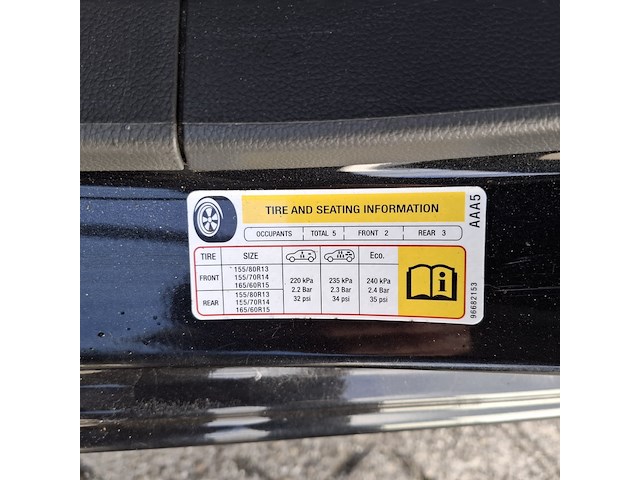 TIRE AND SEATING INFORMATION
OCCUPANTS TOTAL 5 FRONT 2 REAR 3
TIRE SIZE Eco.
FRONT
155/80R13
155/70R14
165/60R15
REAR
155/80R13
155/70R14
165/60R15
220 kPa 235 kPa 240 kPa
2.2 Bar 2.3 Bar 2.4 Bar
32 psi 34 psi 35 psi
i
AAA5
96682153